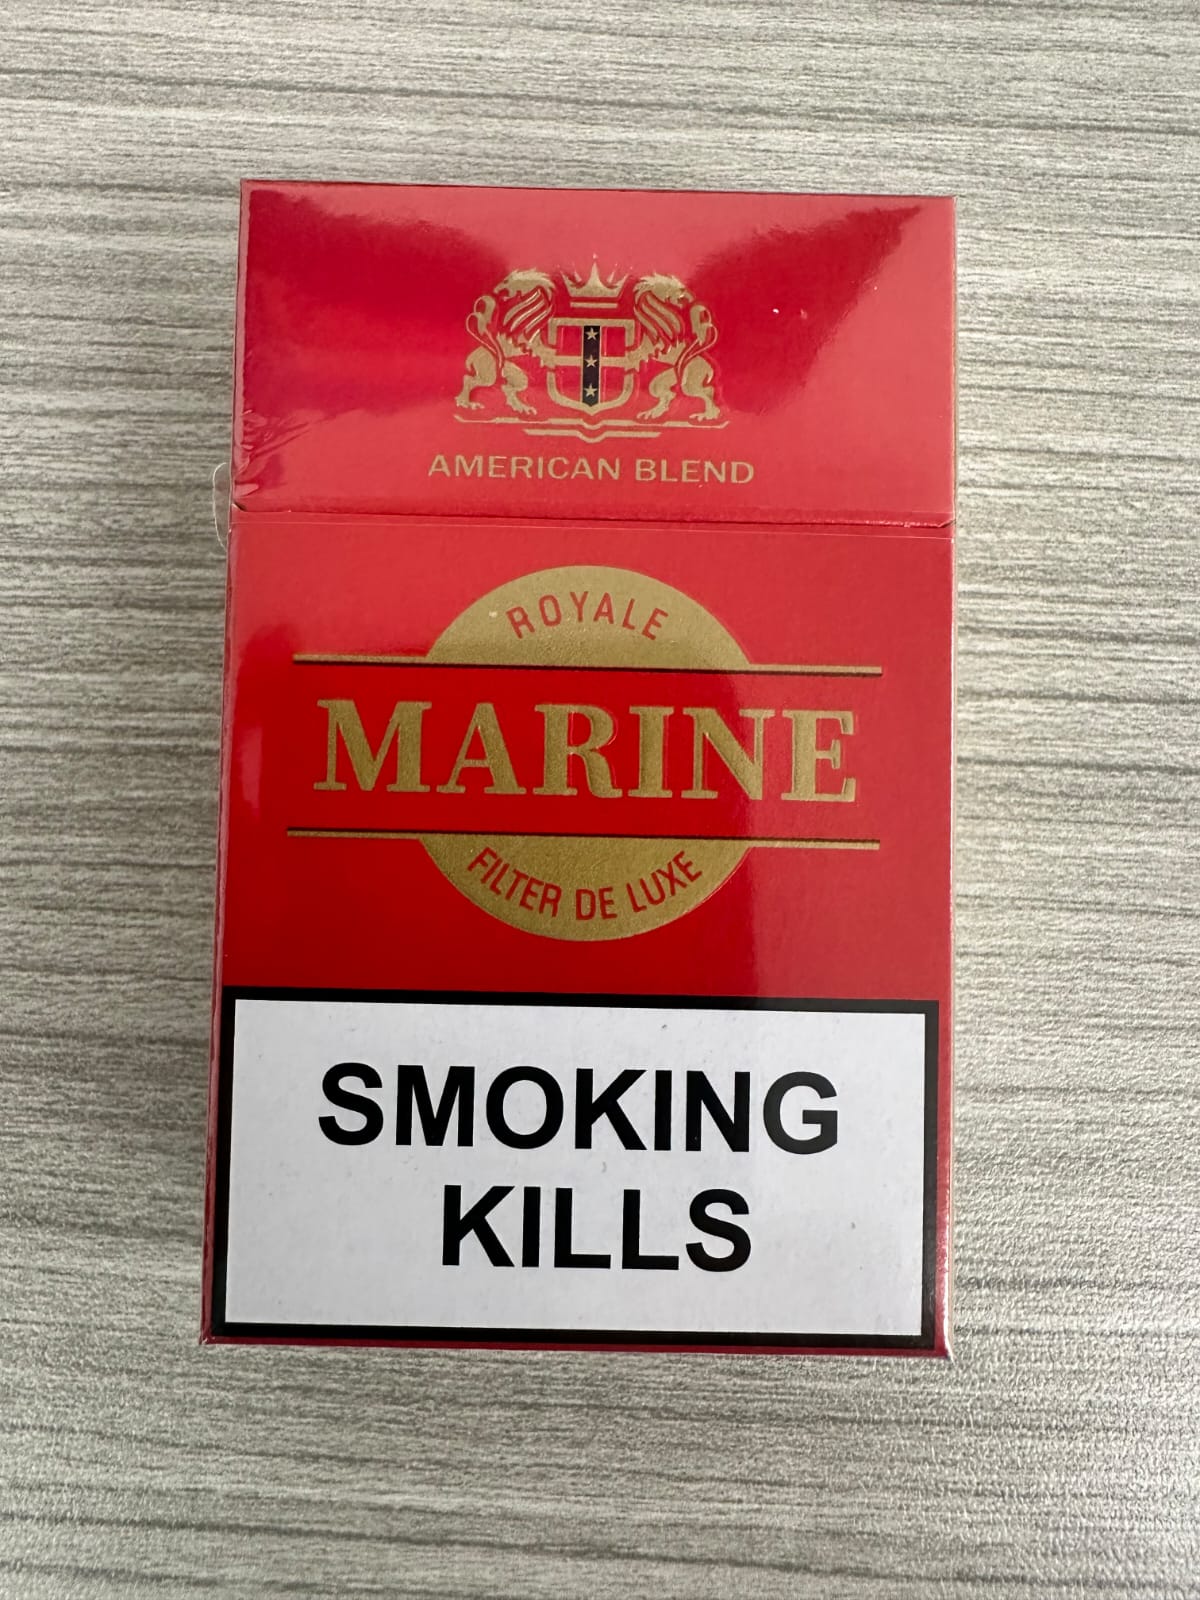 AMERICAN BLEND
ROYALE
MARINE
FILTER DE LUXE
SMOKING
KILLS